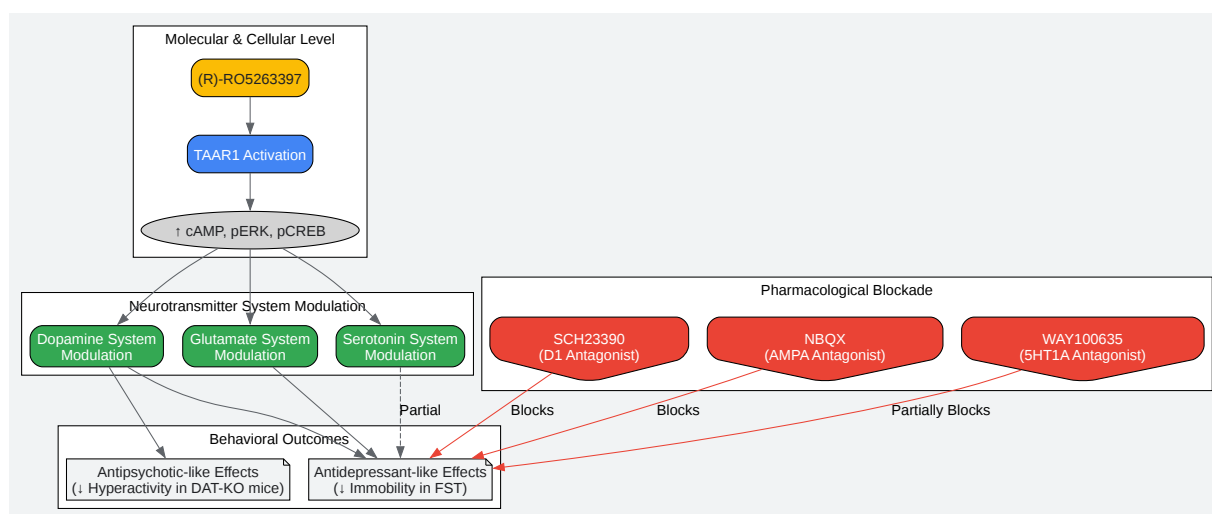 Molecular & Cellular Level
(R)-RO5263397
TAAR1 Activation
↑ cAMP, pERK, pCREB
Neurotransmitter System Modulation
Dopamine System
Modulation
Glutamate System
Modulation
Serotonin System
Modulation
Pharmacological Blockade
SCH23390
(D1 Antagonist)
NBQX
(AMPA Antagonist)
WAY100635
(5HT1A Antagonist)
Partial
Blocks
Blocks
Partially Blocks
Behavioral Outcomes
Antipsychotic-like Effects
(↓ Hyperactivity in DAT-KO mice)
Antidepressant-like Effects
(↓ Immobility in FST)